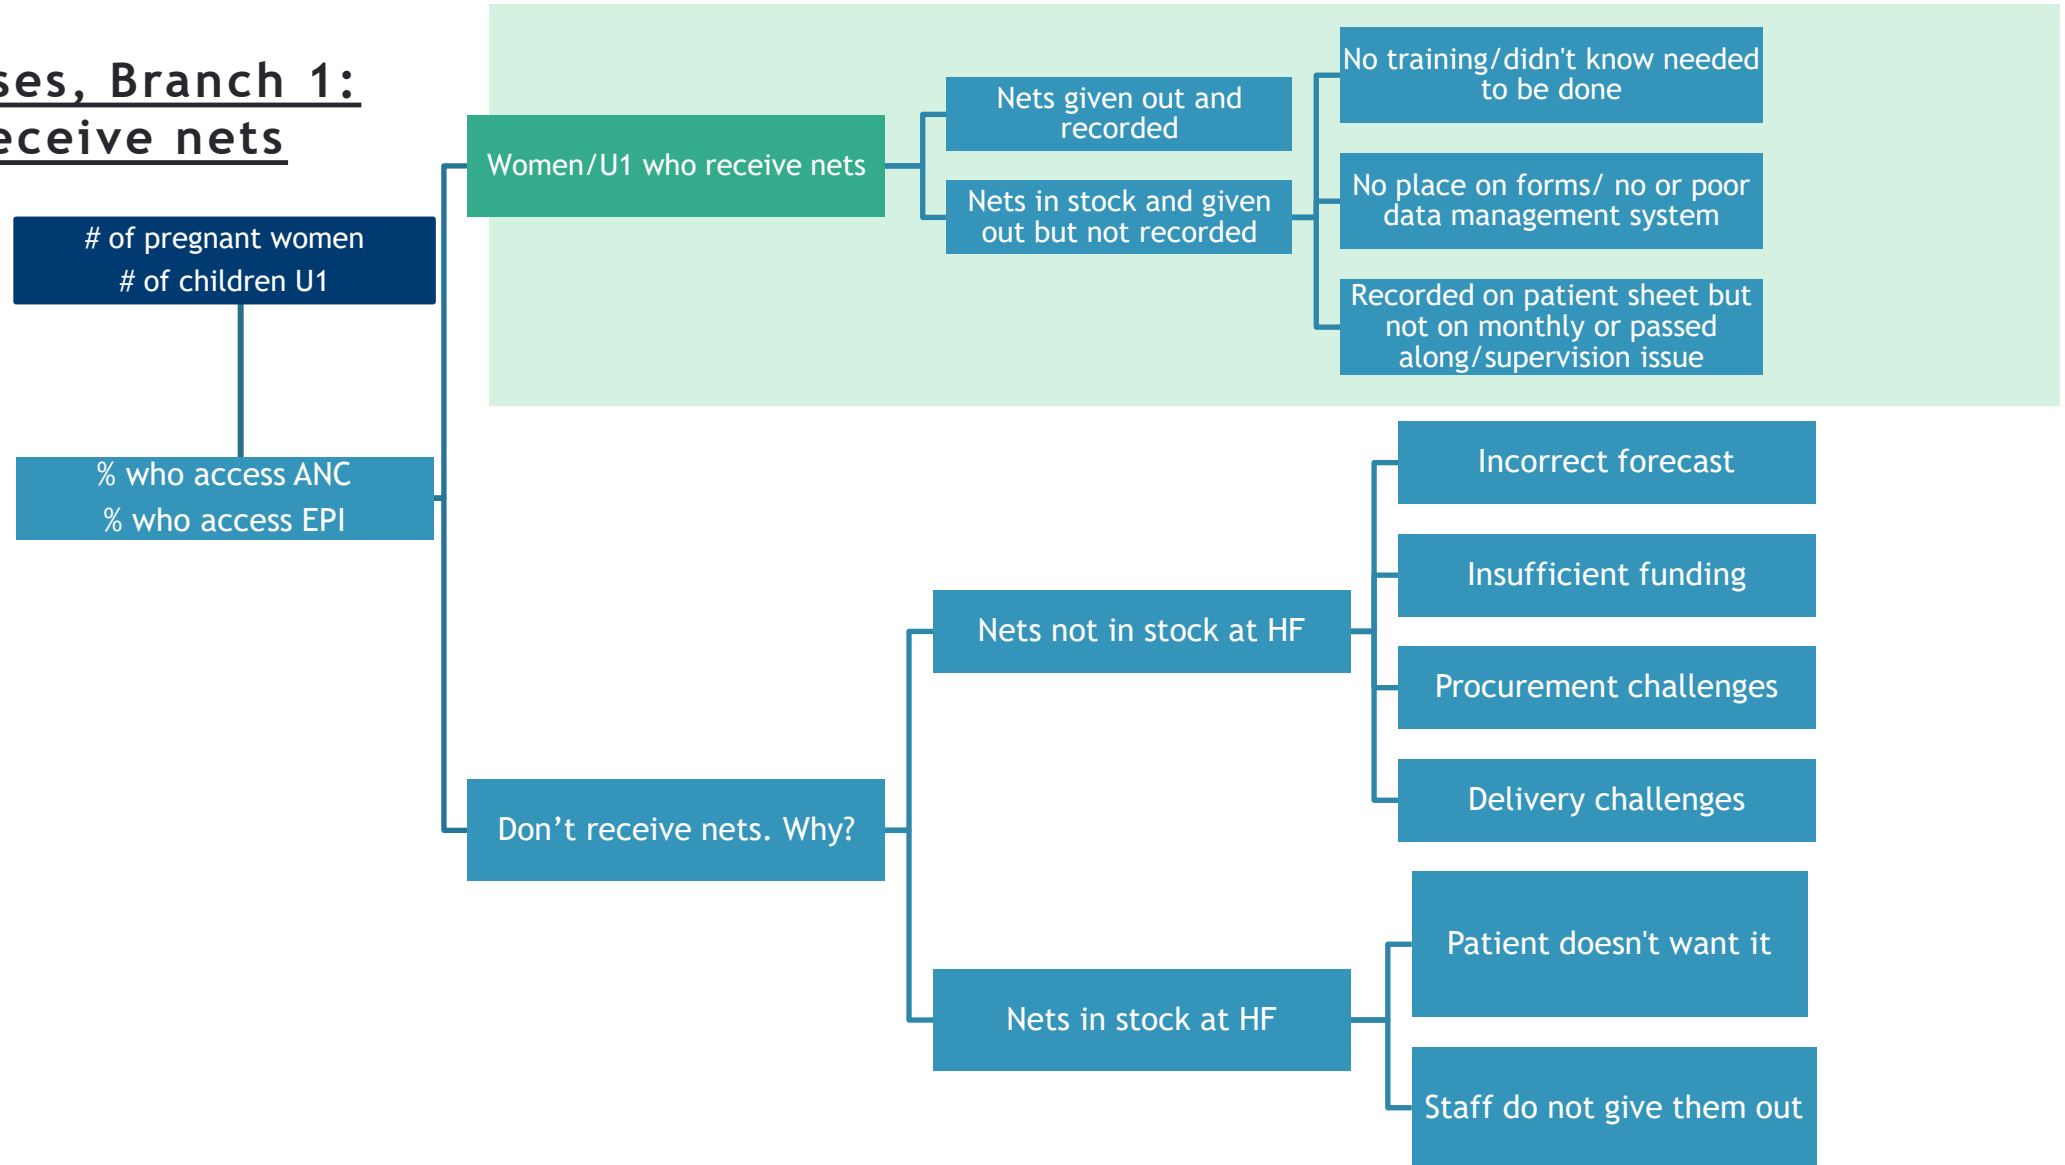 ses, Branch 1:
eceive nets
# of pregnant women
# of children U1
% who access ANC
% who access EPI
Women/U1 who receive nets
Nets given out and
recorded
Nets in stock and given
out but not recorded
No training/didn't know needed
to be done
No place on forms/ no or poor
data management system
Recorded on patient sheet but
not on monthly or passed
along/supervision issue
Don’t receive nets. Why?
Nets not in stock at HF
Incorrect forecast
Insufficient funding
Procurement challenges
Delivery challenges
Nets in stock at HF
Patient doesn't want it
Staff do not give them out